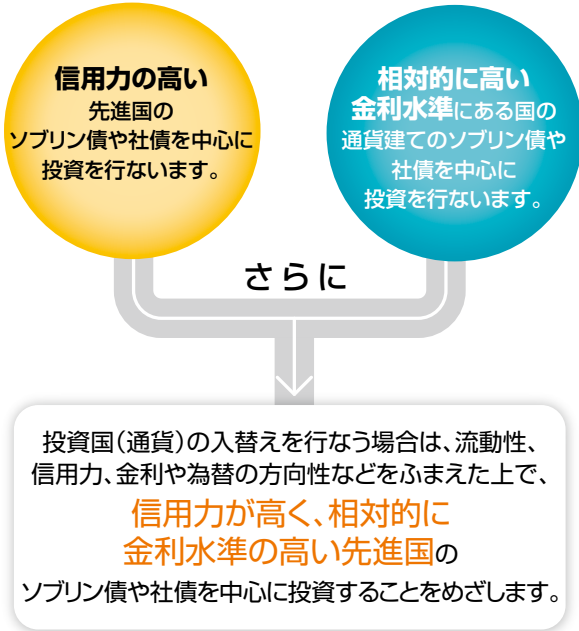 信用力の高い
先進国の
ソブリン債や社債を中心に
投資を行ないます。
相対的に高い
金利水準にある国の
通貨建てのソブリン債や
社債を中心に
投資を行ないます。
さらに
投資国（通貨）の入替えを行なう場合は、流動性、
信用力、金利や為替の方向性などをふまえた上で、
信用力が高く、相対的に
金利水準の高い先進国の
ソブリン債や社債を中心に投資することをめざします。